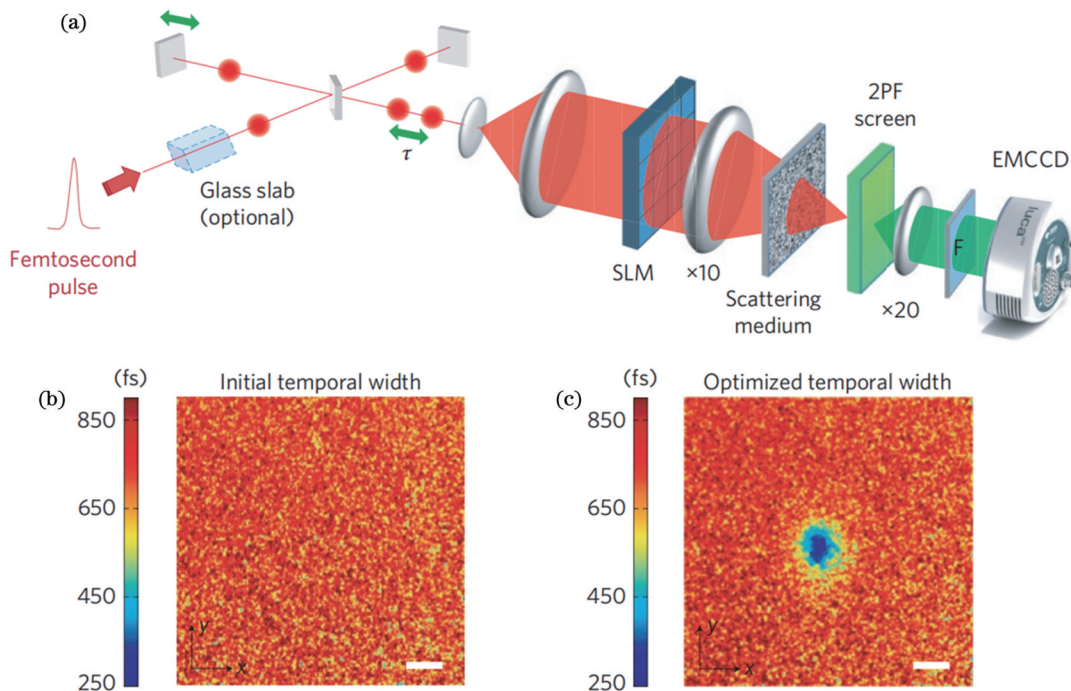 (a)
τ
Glass slab
(optional)
Femtosecond
pulse
SLM
×10
Scattering
medium
2PF
screen
×20
F
EMCCD
luca
(b)
(fs)
Initial temporal width
850
650
450
250
y
x
(c)
(fs)
Optimized temporal width
850
650
450
250
y
x